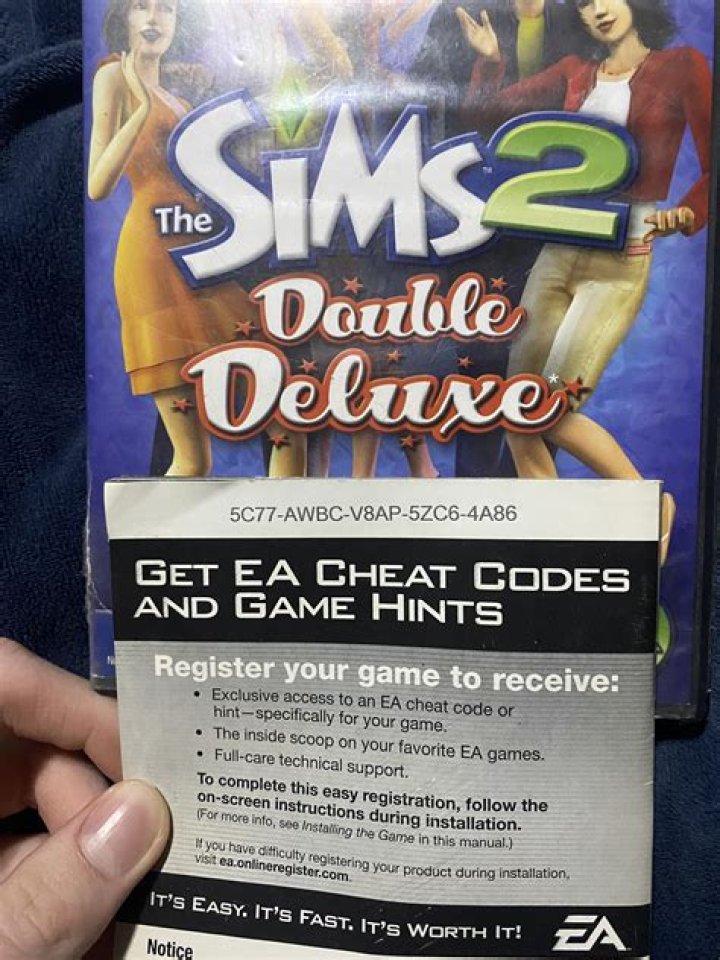 The SiMS 2
™
Double
Deluxe*
5C77-AWBC-V8AP-5ZC6-4A86
GET EA CHEAT CODES
AND GAME HINTS
Register your game to receive:
• Exclusive access to an EA cheat code or
hint—specifically for your game.
• The inside scoop on your favorite EA games.
• Full-care technical support.
To complete this easy registration, follow the
on-screen instructions during installation.
(For more info, see Installing the Game in this manual.)
If you have difficulty registering your product during installation,
visit ea.onlineregister.com.
IT'S EASY. IT'S FAST. IT'S WORTH IT!
EA
Notice